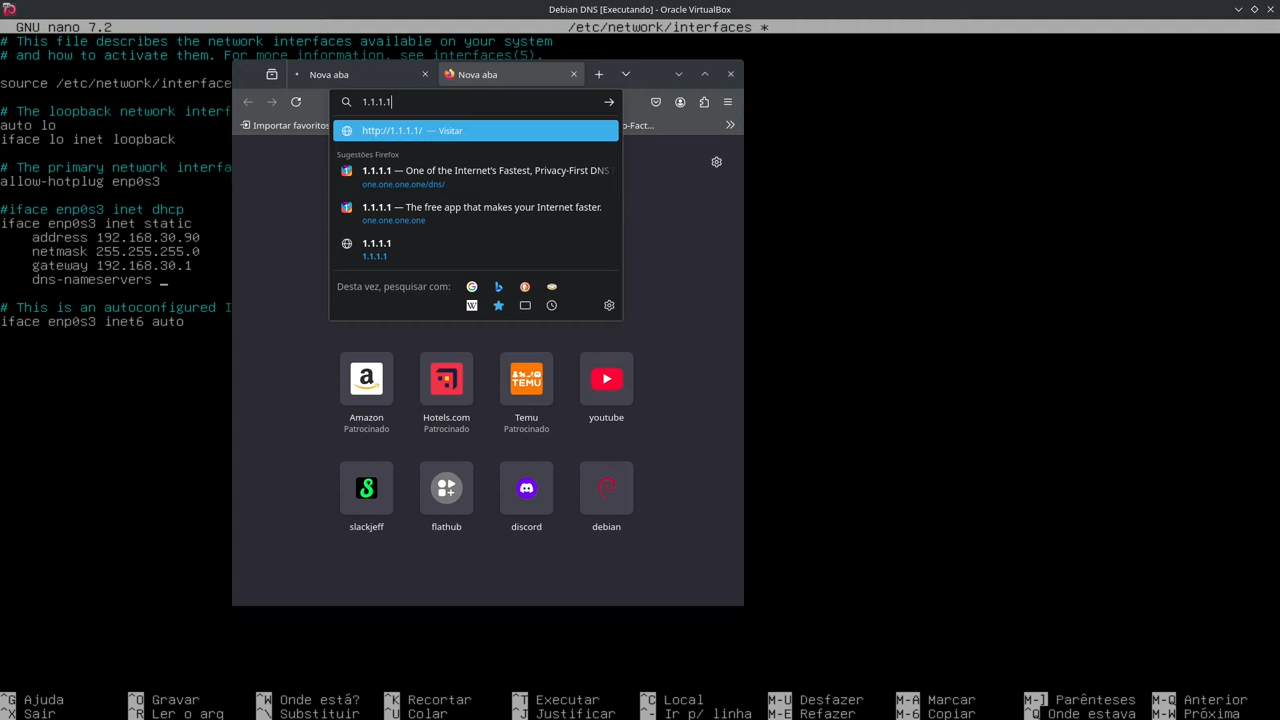 Debian DNS [Executando] - Oracle VirtualBox
GNU nano 7.2 /etc/network/interfaces *
# This file describes the network interfaces available on your system
# and how to activate them. For more information, see interfaces(5).
source /etc/network/interface
# The loopback network interf
auto lo
iface lo inet loopback
# The primary network interfa
allow-hotplug enp0s3
#iface enp0s3 inet dhcp
iface enp0s3 inet static
address 192.168.30.90
netmask 255.255.255.0
gateway 192.168.30.1
dns-nameservers _
# This is an autoconfigured I
iface enp0s3 inet6 auto
Nova aba
Nova aba
1.1.1.1
Importar favoritos
o-Fact...
http://1.1.1.1/ — Visitar
Sugestões Firefox
1.1.1.1 — One of the Internet’s Fastest, Privacy-First DNS
one.one.one.one/dns/
1.1.1.1 — The free app that makes your Internet faster.
one.one.one.one
1.1.1.1
1.1.1.1
Desta vez, pesquisar com:
Amazon
Patrocinado
Hotels.com
Patrocinado
TEMU
Temu
Patrocinado
youtube
slackjeff
flathub
discord
debian
^G Ajuda ^O Gravar ^W Onde está? ^K Recortar ^T Executar ^C Local M-U Desfazer M-A Marcar M-] Parênteses M-Q Anterior
^X Sair ^R Ler o arq ^\ Substituir ^U Colar ^J Justificar ^- Ir p/ linha M-E Refazer M-6 Copiar ^Q Onde estava M-W Próxima